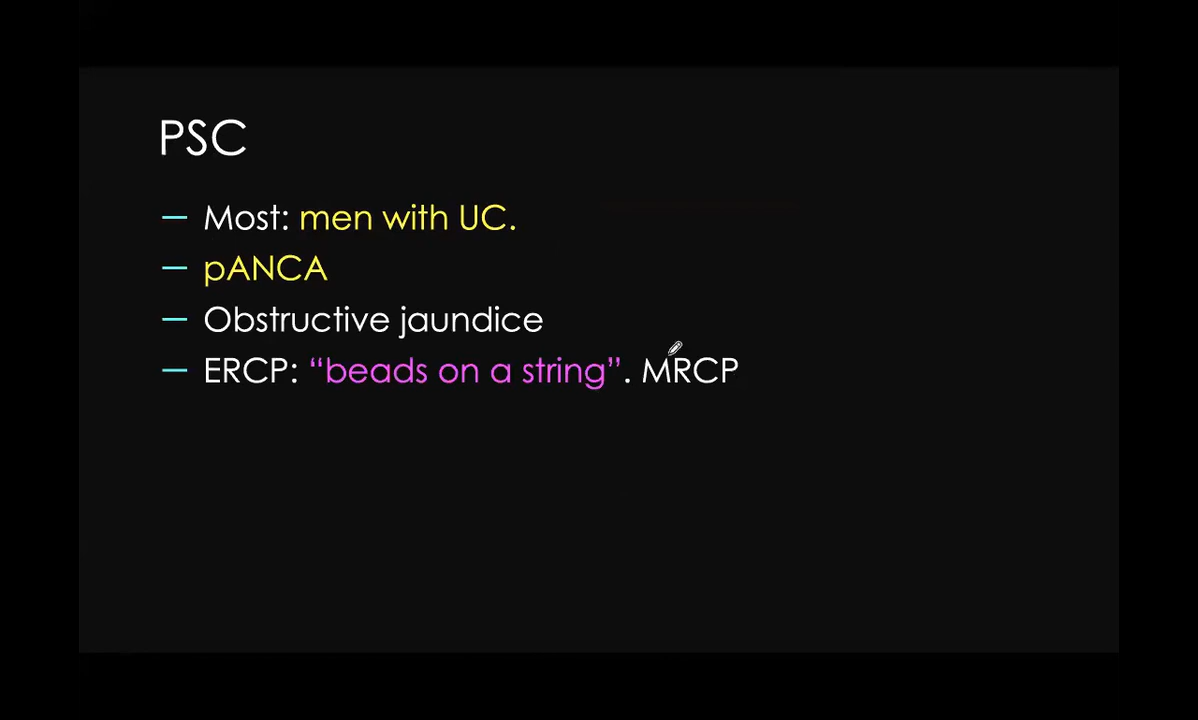 PSC
– Most: men with UC.
– pANCA
– Obstructive jaundice
– ERCP: “beads on a string”. MRCP